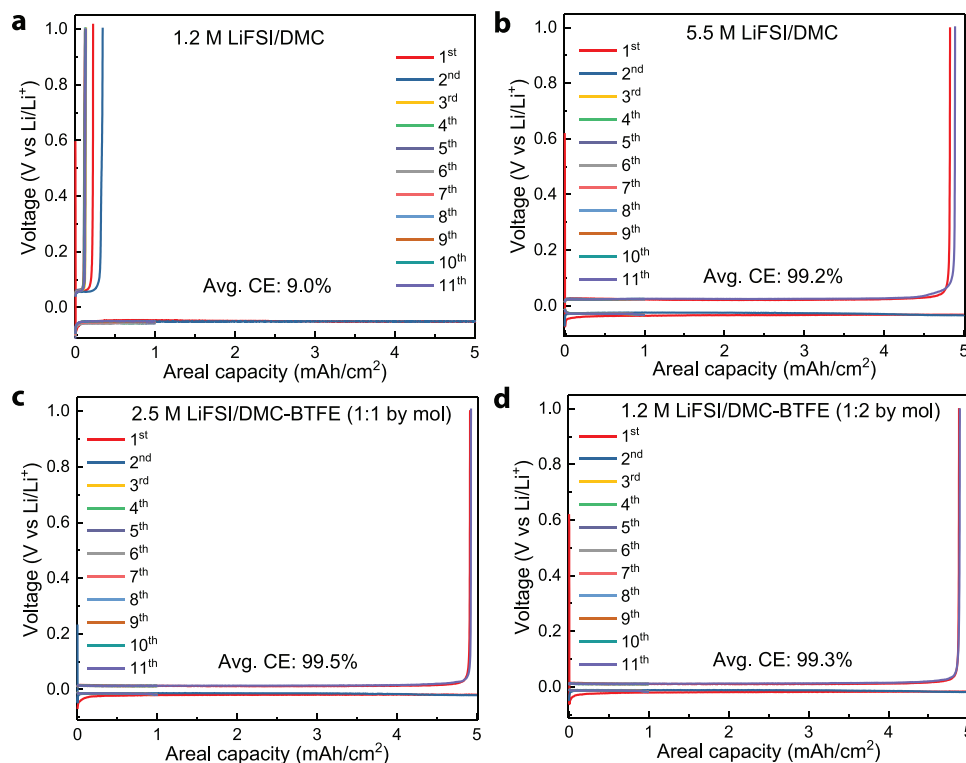 a
1.2 M LiFSI/DMC
Voltage (V vs Li/Li⁺)
1.0
0.8
0.6
0.4
0.2
0.0
1ˢᵗ
2ⁿᵈ
3ʳᵈ
4ᵗʰ
5ᵗʰ
6ᵗʰ
7ᵗʰ
8ᵗʰ
9ᵗʰ
10ᵗʰ
11ᵗʰ
Avg. CE: 9.0%
0 1 2 3 4 5
Areal capacity (mAh/cm²)
b
5.5 M LiFSI/DMC
Voltage (V vs Li/Li⁺)
1.0
0.8
0.6
0.4
0.2
0.0
1ˢᵗ
2ⁿᵈ
3ʳᵈ
4ᵗʰ
5ᵗʰ
6ᵗʰ
7ᵗʰ
8ᵗʰ
9ᵗʰ
10ᵗʰ
11ᵗʰ
Avg. CE: 99.2%
0 1 2 3 4 5
Areal capacity (mAh/cm²)
c
2.5 M LiFSI/DMC-BTFE (1:1 by mol)
Voltage (V vs Li/Li⁺)
1.0
0.8
0.6
0.4
0.2
0.0
1ˢᵗ
2ⁿᵈ
3ʳᵈ
4ᵗʰ
5ᵗʰ
6ᵗʰ
7ᵗʰ
8ᵗʰ
9ᵗʰ
10ᵗʰ
11ᵗʰ
Avg. CE: 99.5%
0 1 2 3 4 5
Areal capacity (mAh/cm²)
d
1.2 M LiFSI/DMC-BTFE (1:2 by mol)
Voltage (V vs Li/Li⁺)
1.0
0.8
0.6
0.4
0.2
0.0
1ˢᵗ
2ⁿᵈ
3ʳᵈ
4ᵗʰ
5ᵗʰ
6ᵗʰ
7ᵗʰ
8ᵗʰ
9ᵗʰ
10ᵗʰ
11ᵗʰ
Avg. CE: 99.3%
0 1 2 3 4 5
Areal capacity (mAh/cm²)